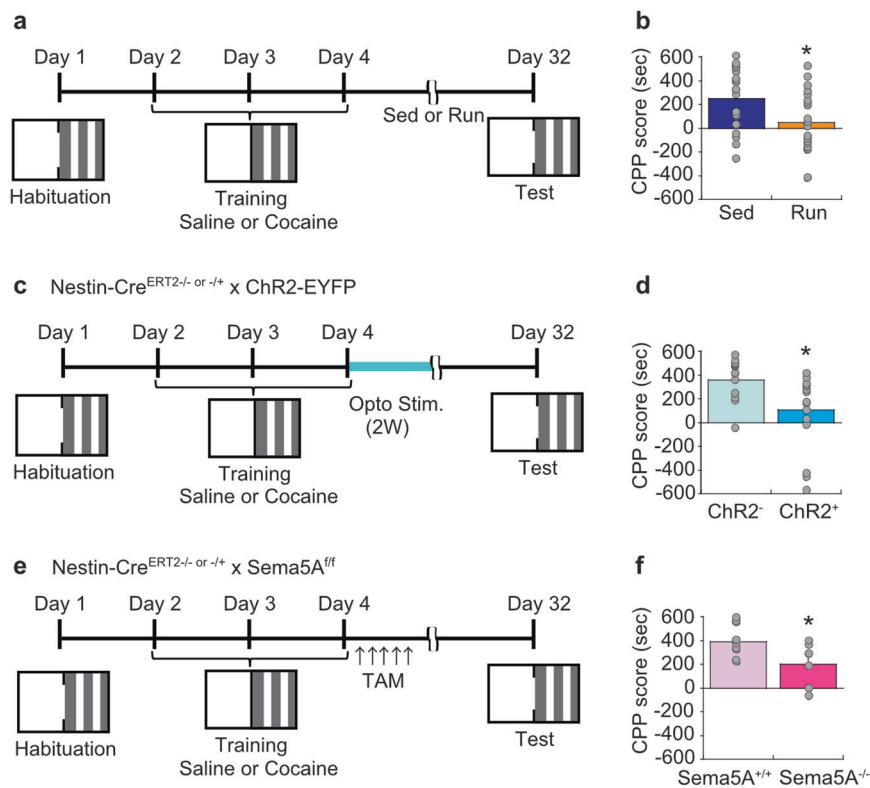 a
Day 1 Day 2 Day 3 Day 4 Day 32
Sed or Run
Habituation
Training
Saline or Cocaine
Test
b
CPP score (sec)
600
400
200
0
-200
-400
-600
*
Sed Run
c Nestin-Cre^ERT2-/- or -/+ x ChR2-EYFP
Day 1 Day 2 Day 3 Day 4 Day 32
Opto Stim.
(2W)
Habituation
Training
Saline or Cocaine
Test
d
CPP score (sec)
600
400
200
0
-200
-400
-600
*
ChR2⁻ ChR2⁺
e Nestin-Cre^ERT2-/- or -/+ x Sema5A^f/f
Day 1 Day 2 Day 3 Day 4 Day 32
↑↑↑↑↑
TAM
Habituation
Training
Saline or Cocaine
Test
f
CPP score (sec)
600
400
200
0
-200
-400
-600
*
Sema5A^+/+ Sema5A^-/-